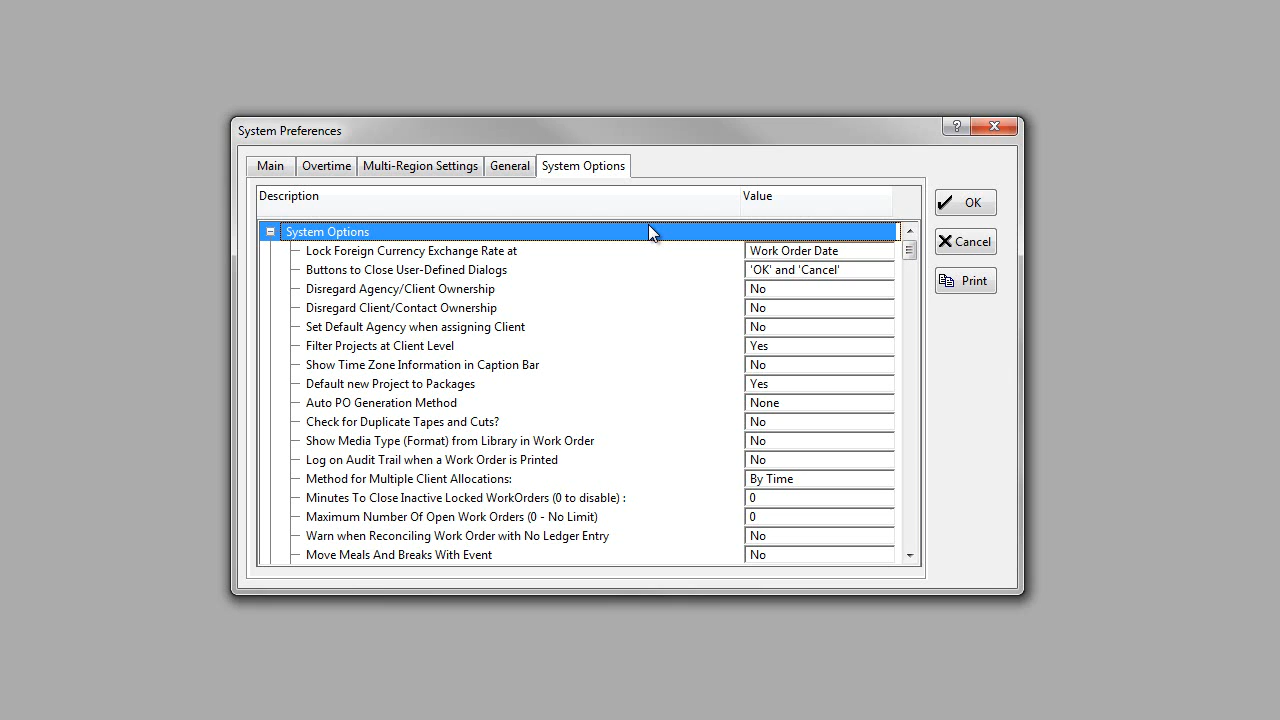 System Preferences
?
Main Overtime Multi-Region Settings General System Options
Description Value
OK
Cancel
Print
System Options
Lock Foreign Currency Exchange Rate at Work Order Date
Buttons to Close User-Defined Dialogs 'OK' and 'Cancel'
Disregard Agency/Client Ownership No
Disregard Client/Contact Ownership No
Set Default Agency when assigning Client No
Filter Projects at Client Level Yes
Show Time Zone Information in Caption Bar No
Default new Project to Packages Yes
Auto PO Generation Method None
Check for Duplicate Tapes and Cuts? No
Show Media Type (Format) from Library in Work Order No
Log on Audit Trail when a Work Order is Printed No
Method for Multiple Client Allocations: By Time
Minutes To Close Inactive Locked WorkOrders (0 to disable) : 0
Maximum Number Of Open Work Orders (0 - No Limit) 0
Warn when Reconciling Work Order with No Ledger Entry No
Move Meals And Breaks With Event No